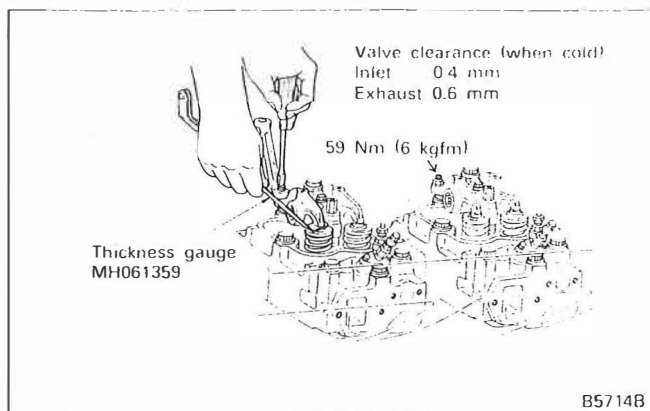 Valve clearance (when cold)
Inlet 0.4 mm
Exhaust 0.6 mm
59 Nm (6 kgfm)
Thickness gauge
MH061359
B5714B